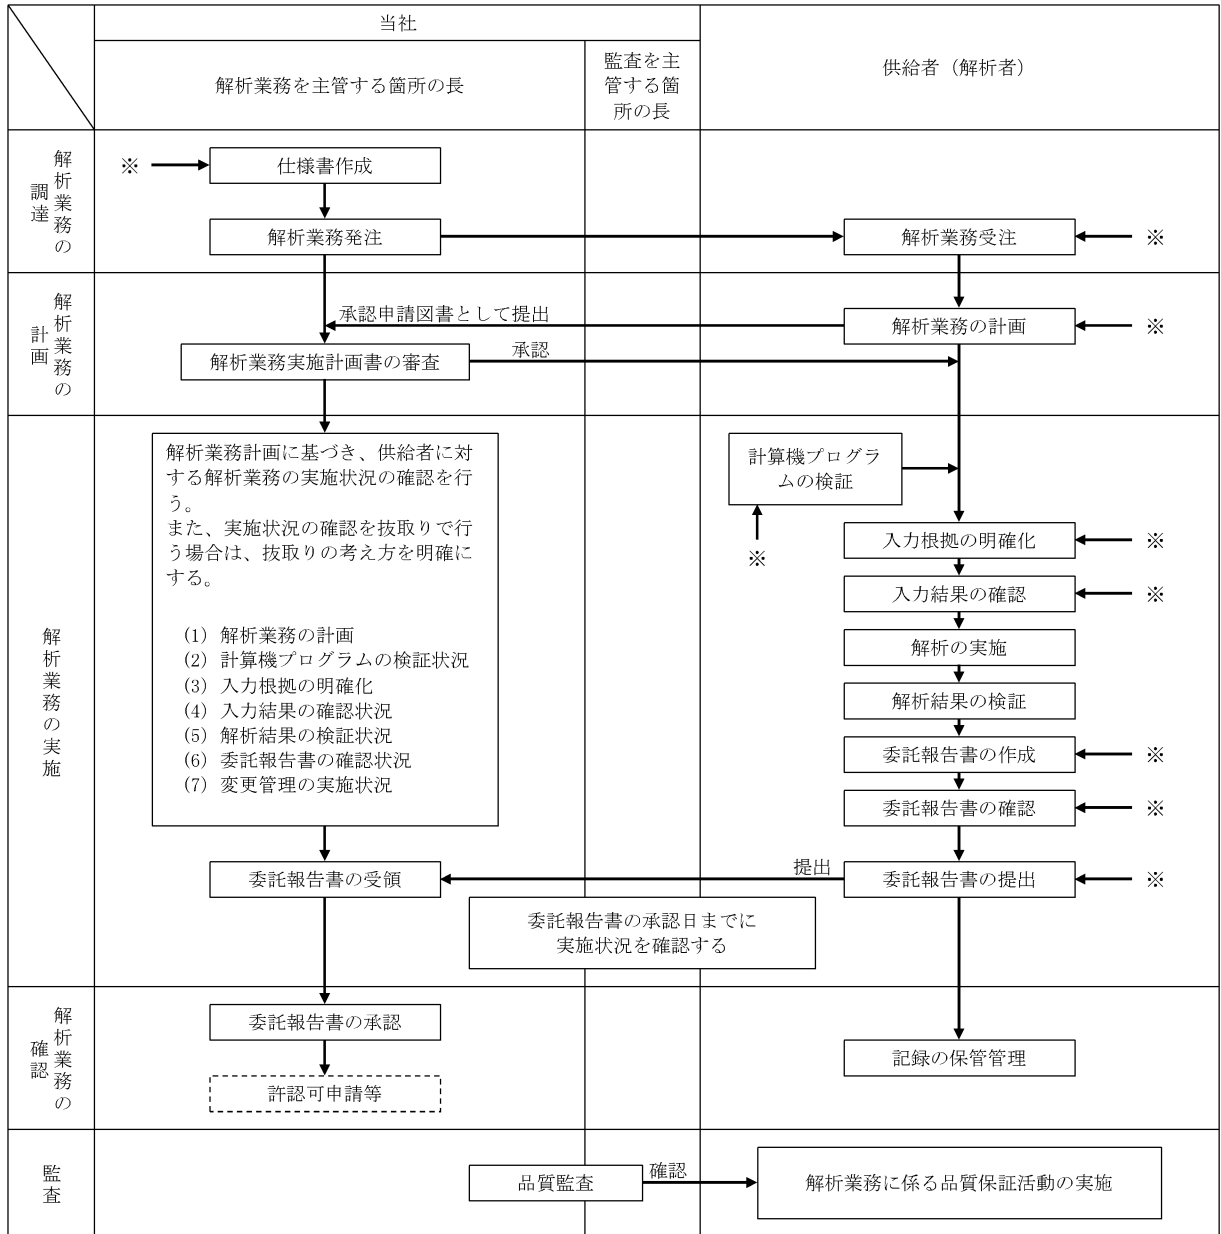 当社
解析業務を主管する箇所の長
監査を主
管する箇
所の長
供給者（解析者）
解析業務の
調達
※
仕様書作成
解析業務発注
解析業務受注
※
解析業務の
計画
承認申請図書として提出
解析業務の計画
※
解析業務実施計画書の審査
承認
解析業務の実施
解析業務計画に基づき、供給者に対
する解析業務の実施状況の確認を行
う。
また、実施状況の確認を抜取りで行
う場合は、抜取りの考え方を明確に
する。
(1) 解析業務の計画
(2) 計算機プログラムの検証状況
(3) 入力根拠の明確化
(4) 入力結果の確認状況
(5) 解析結果の検証状況
(6) 委託報告書の確認状況
(7) 変更管理の実施状況
計算機プログラ
ムの検証
※
入力根拠の明確化
※
入力結果の確認
※
解析の実施
解析結果の検証
委託報告書の作成
※
委託報告書の確認
※
委託報告書の受領
提出
委託報告書の提出
※
委託報告書の承認日までに
実施状況を確認する
解析業務の
確認
委託報告書の承認
許認可申請等
記録の保管管理
監査
品質監査
確認
解析業務に係る品質保証活動の実施